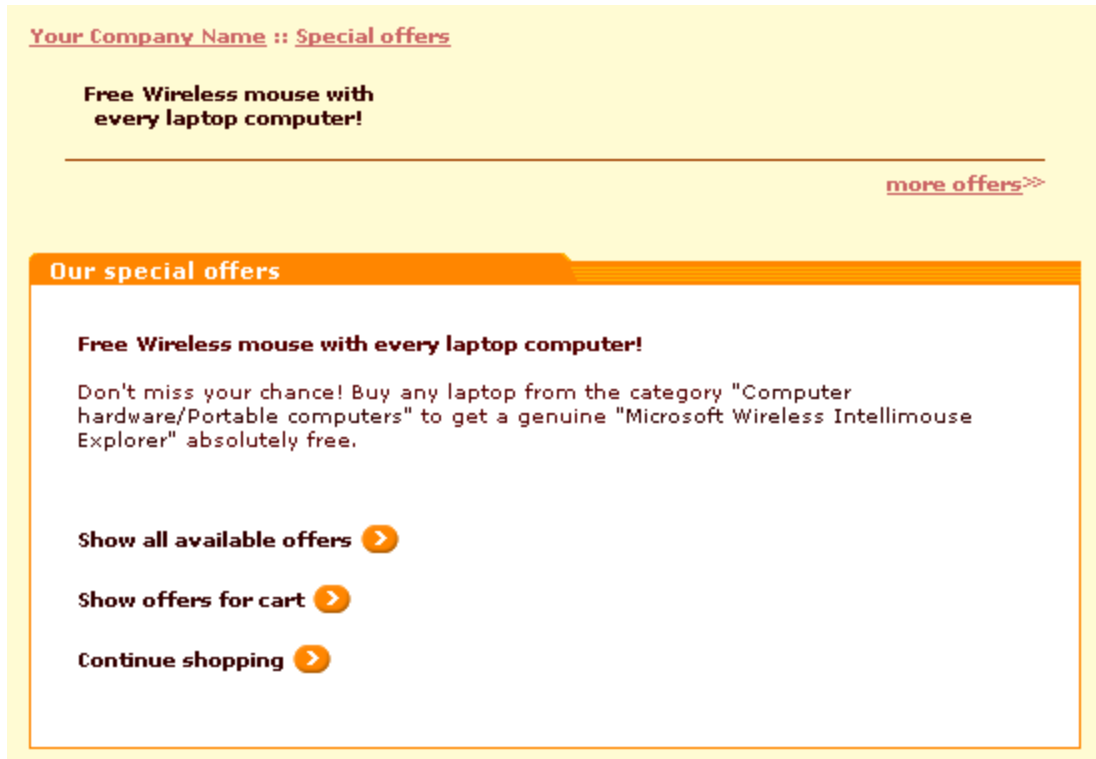 Your Company Name :: Special offers
Free Wireless mouse with
every laptop computer!
more offers>>
Our special offers
Free Wireless mouse with every laptop computer!
Don't miss your chance! Buy any laptop from the category "Computer
hardware/Portable computers" to get a genuine "Microsoft Wireless Intellimouse
Explorer" absolutely free.
Show all available offers
Show offers for cart
Continue shopping